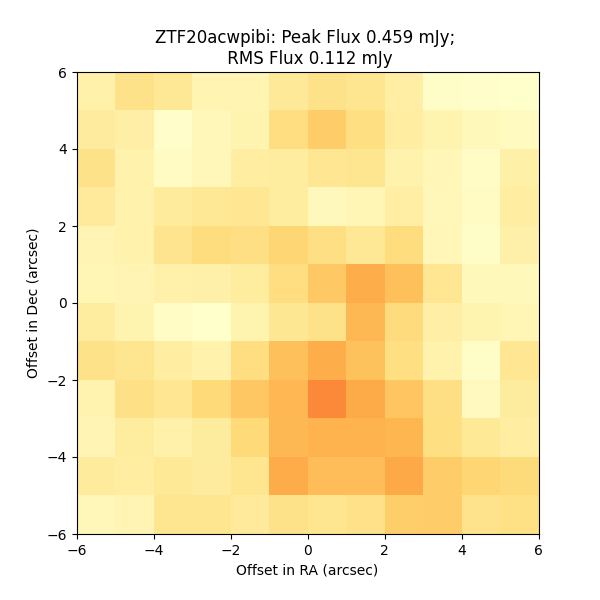 ZTF20acwpibi: Peak Flux 0.459 mJy;
RMS Flux 0.112 mJy
6
4
2
0
−2
−4
−6
Offset in Dec (arcsec)
−6 −4 −2 0 2 4 6
Offset in RA (arcsec)